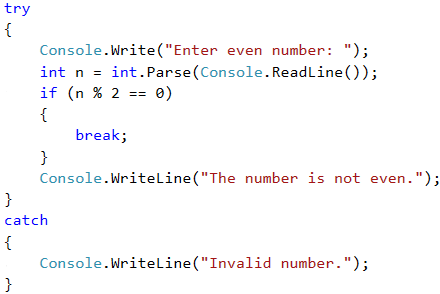 try
{
    Console.Write("Enter even number: ");
    int n = int.Parse(Console.ReadLine());
    if (n % 2 == 0)
    {
        break;
    }
    Console.WriteLine("The number is not even.");
}
catch
{
    Console.WriteLine("Invalid number.");
}